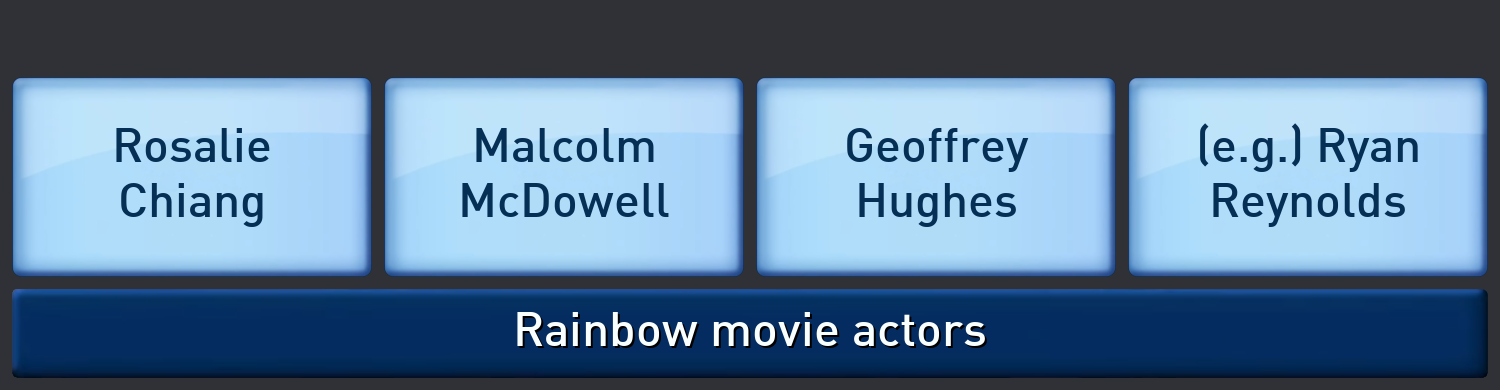 Rosalie
Chiang
Malcolm
McDowell
Geoffrey
Hughes
(e.g.) Ryan
Reynolds
Rainbow movie actors